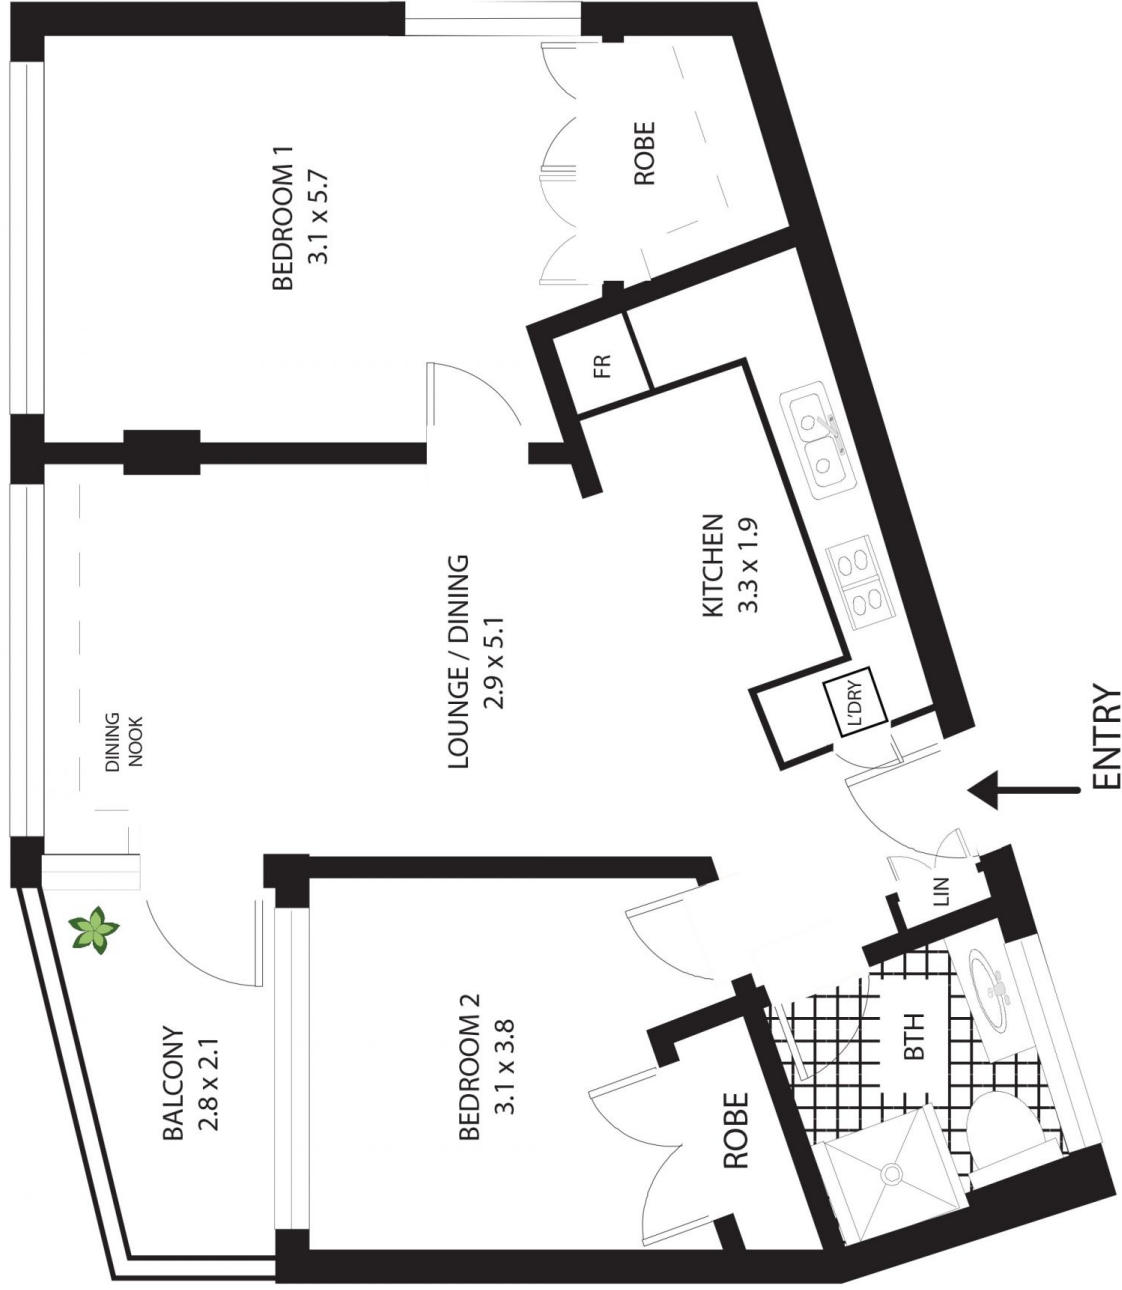 BALCONY
2.8 x 2.1
DINING
NOOK
BEDROOM 1
3.1 x 5.7
LOUNGE / DINING
2.9 x 5.1
BEDROOM 2
3.1 x 3.8
FR
ROBE
KITCHEN
3.3 x 1.9
ROBE
L'DRY
BTH
LIN
ENTRY